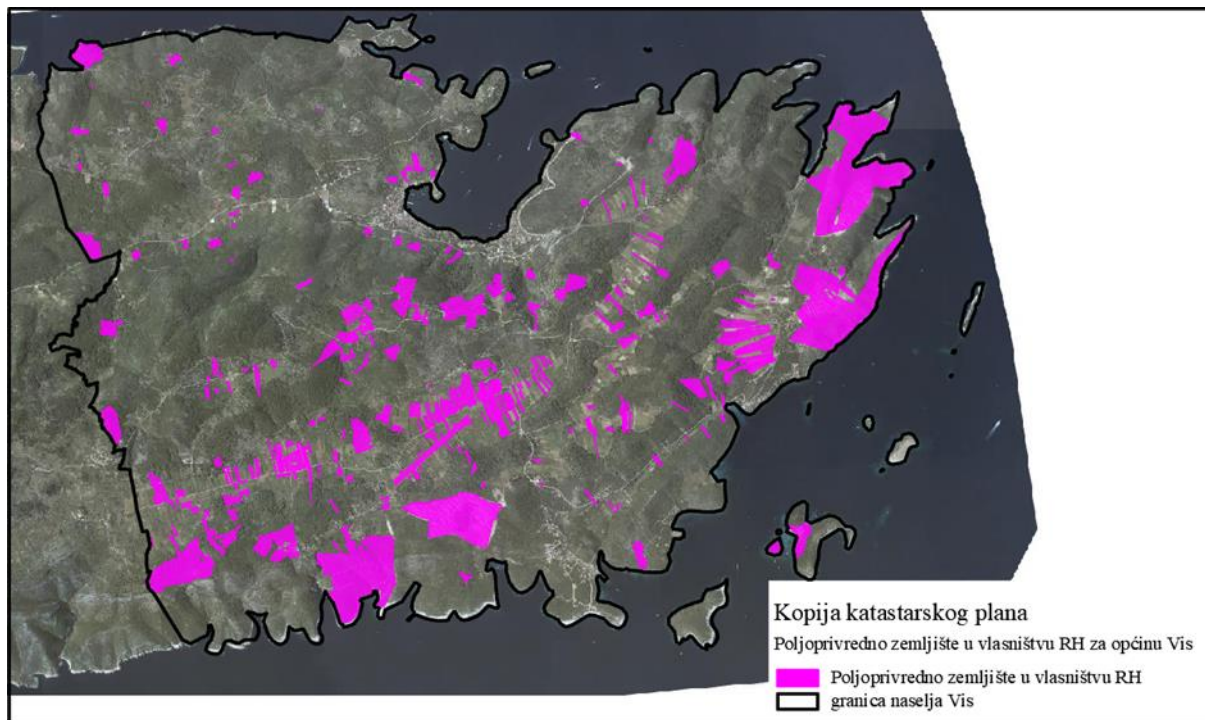 Kopija katastarskog plana
Poljoprivredno zemljište u vlasništvu RH za općinu Vis
Poljoprivredno zemljište u vlasništvu RH
granica naselja Vis